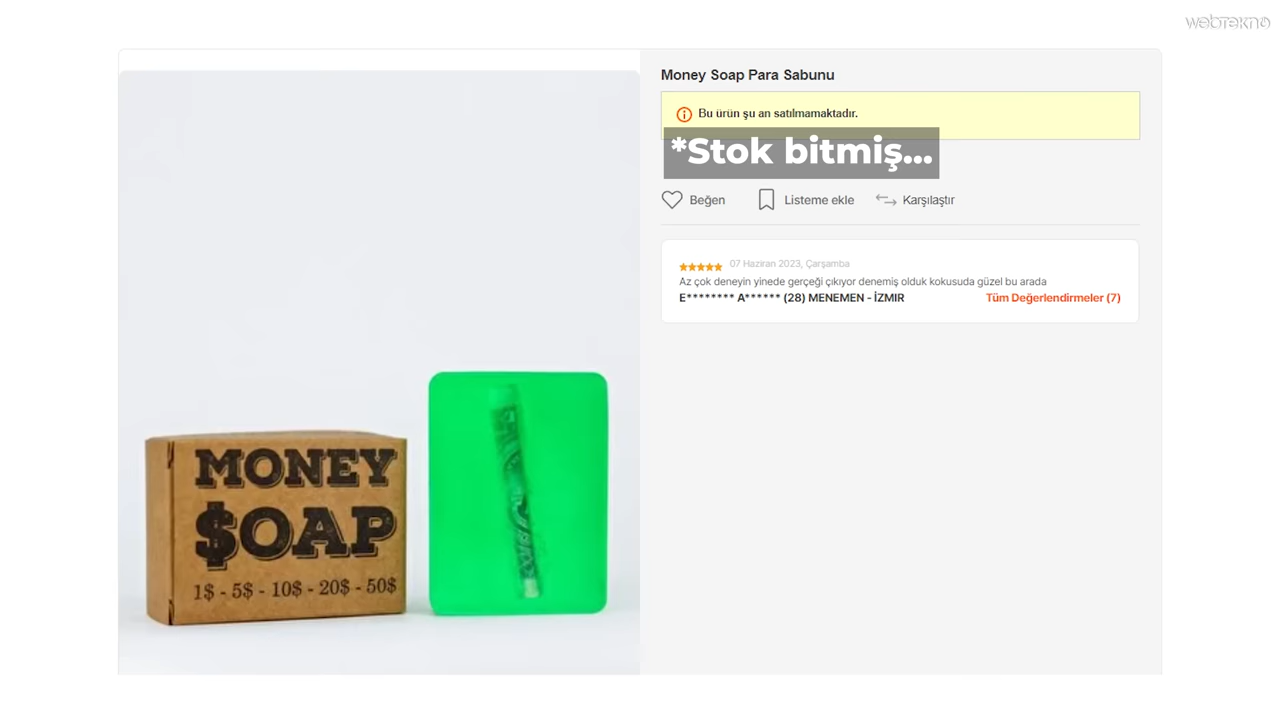 webtekno
Money Soap Para Sabunu
Bu ürün şu an satılmamaktadır.
*Stok bitmiş...
Beğen
Listeme ekle
Karşılaştır
07 Haziran 2023, Çarşamba
Az çok deneyin yinede gerçeği çıkıyor denemiş olduk kokusuda güzel bu arada
E******** A****** (28) MENEMEN - İZMIR
Tüm Değerlendirmeler (7)
MONEY
$OAP
1$ - 5$ - 10$ - 20$ - 50$